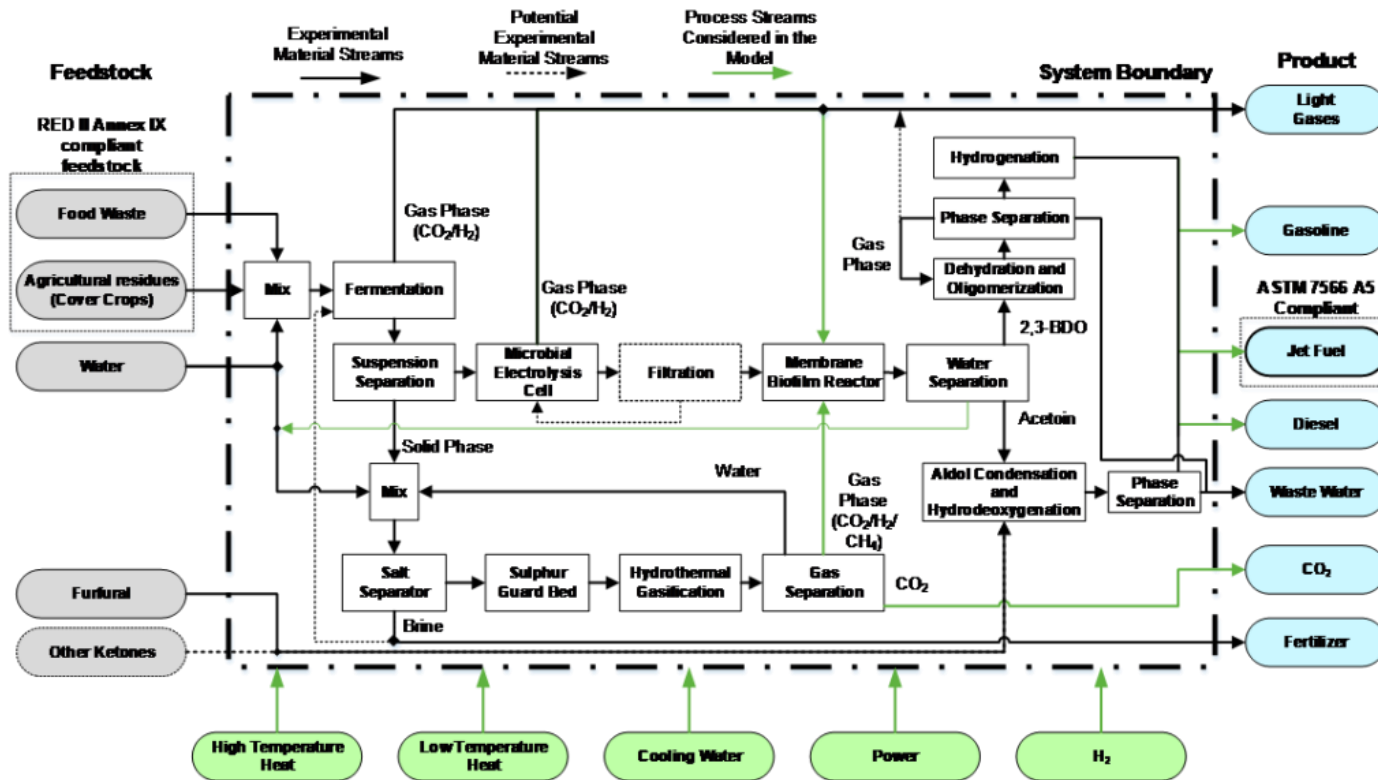 Experimental
Material Streams
Potential
Experimental
Material Streams
Process Streams
Considered in the
Model
Feedstock
System Boundary
Product
RED II Annex IX
compliant
feedstock
Food Waste
Agricultural residues
(Cover Crops)
Water
Furfural
Other Ketones
Mix
Fermentation
Gas Phase
(CO₂/H₂)
Gas Phase
(CO₂/H₂)
Suspension
Separation
Microbial
Electrolysis
Cell
Filtration
Membrane
Biofilm Reactor
Water
Separation
Hydrogenation
Phase Separation
Gas
Phase
Dehydration and
Oligomerization
2,3-BDO
Acetoin
Solid Phase
Mix
Water
Gas
Phase
(CO₂/H₂/
CH₄)
Aldol Condensation
and
Hydrodeoxygenation
Phase
Separation
Salt
Separator
Sulphur
Guard Bed
Hydrothermal
Gasification
Gas
Separation
CO₂
Brine
Light
Gases
Gasoline
ASTM 7566 A5
Compliant
Jet Fuel
Diesel
Waste Water
CO₂
Fertilizer
High Temperature
Heat
Low Temperature
Heat
Cooling Water
Power
H₂